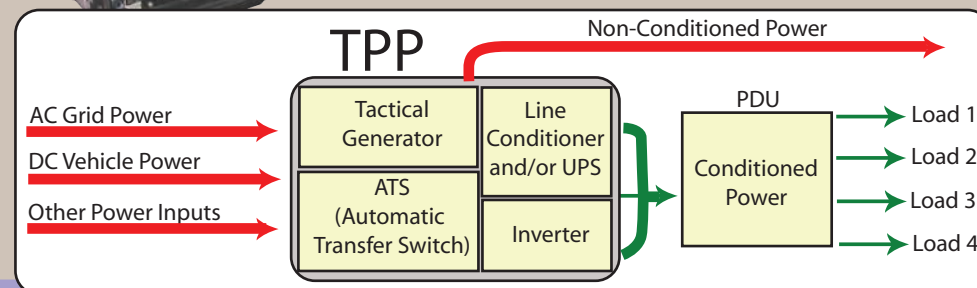 TPP
Non-Conditioned Power
AC Grid Power
DC Vehicle Power
Other Power Inputs
Tactical
Generator
ATS
(Automatic
Transfer Switch)
Line
Conditioner
and/or UPS
Inverter
PDU
Conditioned
Power
Load 1
Load 2
Load 3
Load 4